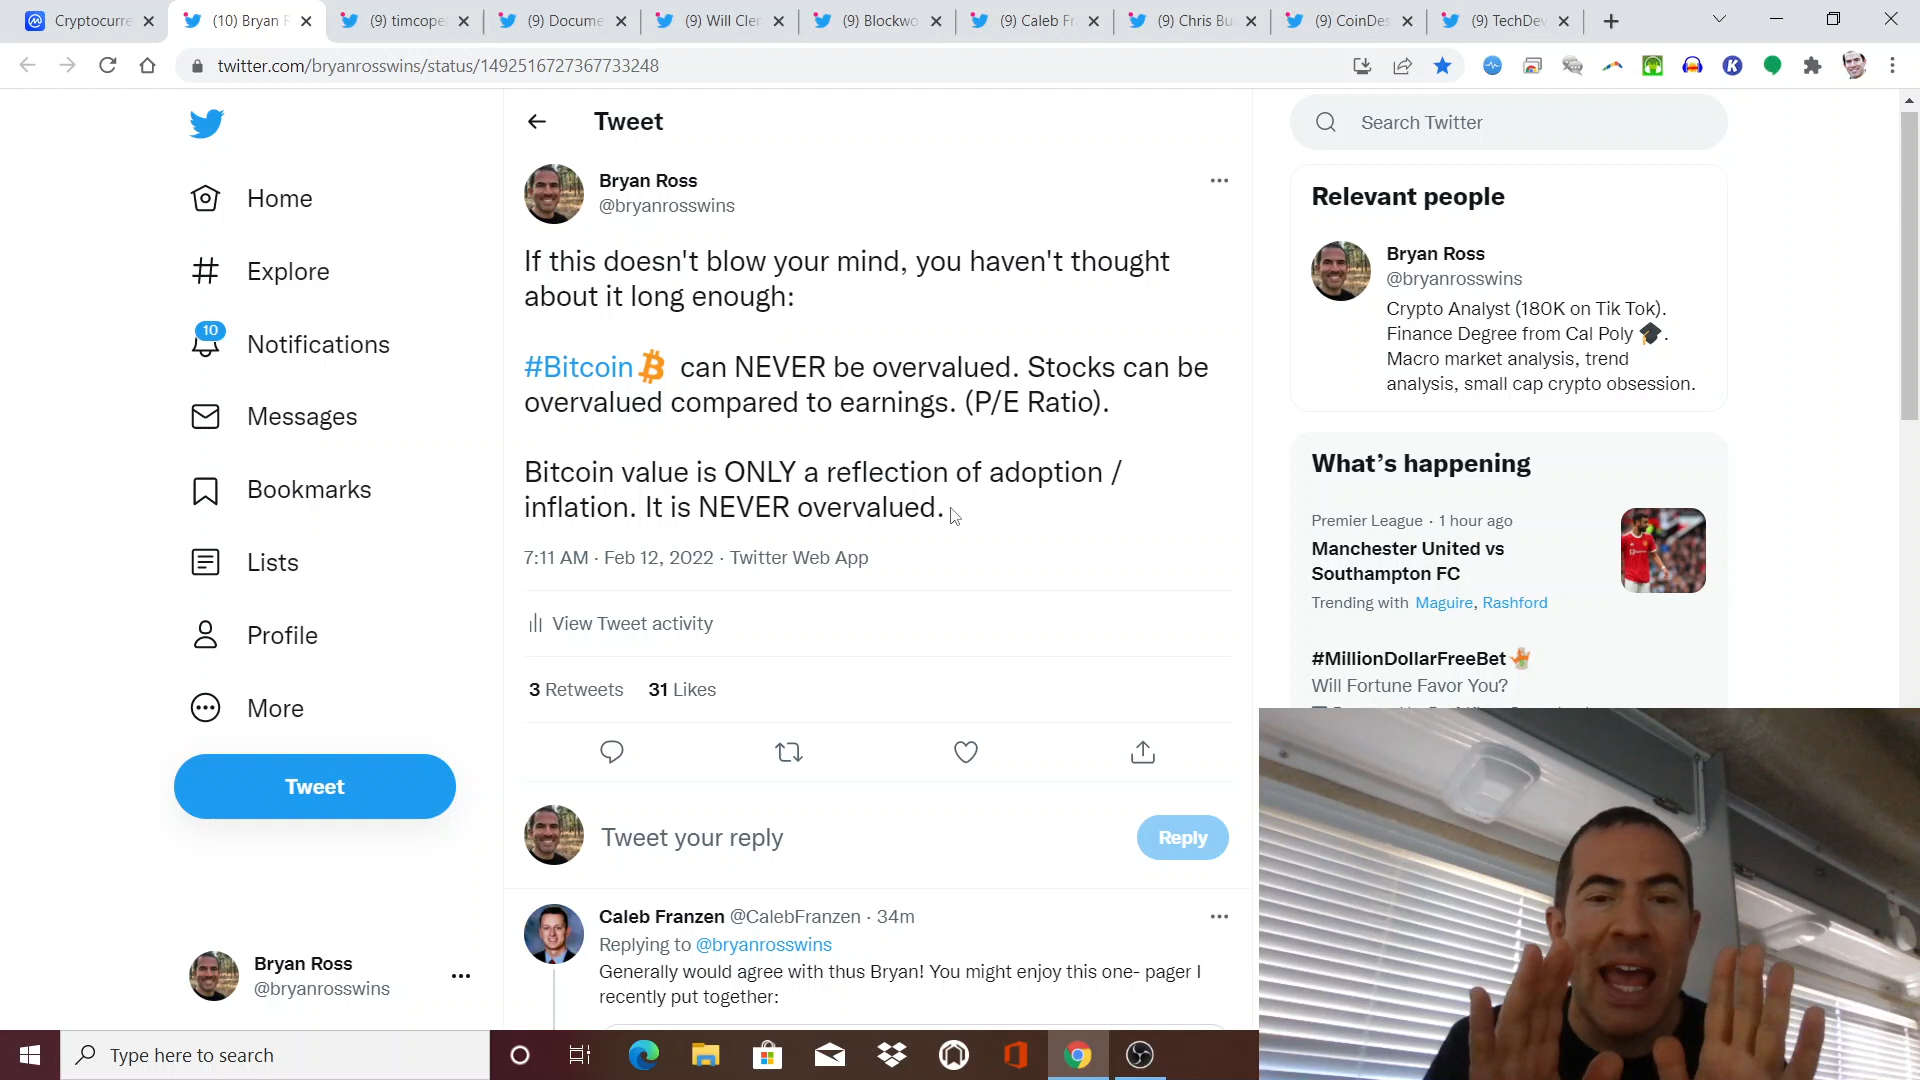 Cryptocurre
(10) Bryan R
(9) timcope
(9) Docume
(9) Will Cle
(9) Blockwo
(9) Caleb Fr
(9) Chris Bu
(9) CoinDes
(9) TechDev
twitter.com/bryanrosswins/status/1492516727367733248
Home
Explore
10
Notifications
Messages
Bookmarks
Lists
Profile
More
Tweet
Bryan Ross
@bryanrosswins
Tweet
Bryan Ross
@bryanrosswins
If this doesn't blow your mind, you haven't thought
about it long enough:
#Bitcoin can NEVER be overvalued. Stocks can be
overvalued compared to earnings. (P/E Ratio).
Bitcoin value is ONLY a reflection of adoption /
inflation. It is NEVER overvalued.
7:11 AM · Feb 12, 2022 · Twitter Web App
View Tweet activity
3 Retweets 31 Likes
Tweet your reply
Reply
Caleb Franzen @CalebFranzen · 34m
Replying to @bryanrosswins
Generally would agree with thus Bryan! You might enjoy this one- pager I
recently put together:
Search Twitter
Relevant people
Bryan Ross
@bryanrosswins
Crypto Analyst (180K on Tik Tok).
Finance Degree from Cal Poly 🎓.
Macro market analysis, trend
analysis, small cap crypto obsession.
What's happening
Premier League · 1 hour ago
Manchester United vs
Southampton FC
Trending with Maguire, Rashford
#MillionDollarFreeBet
Will Fortune Favor You?
Type here to search